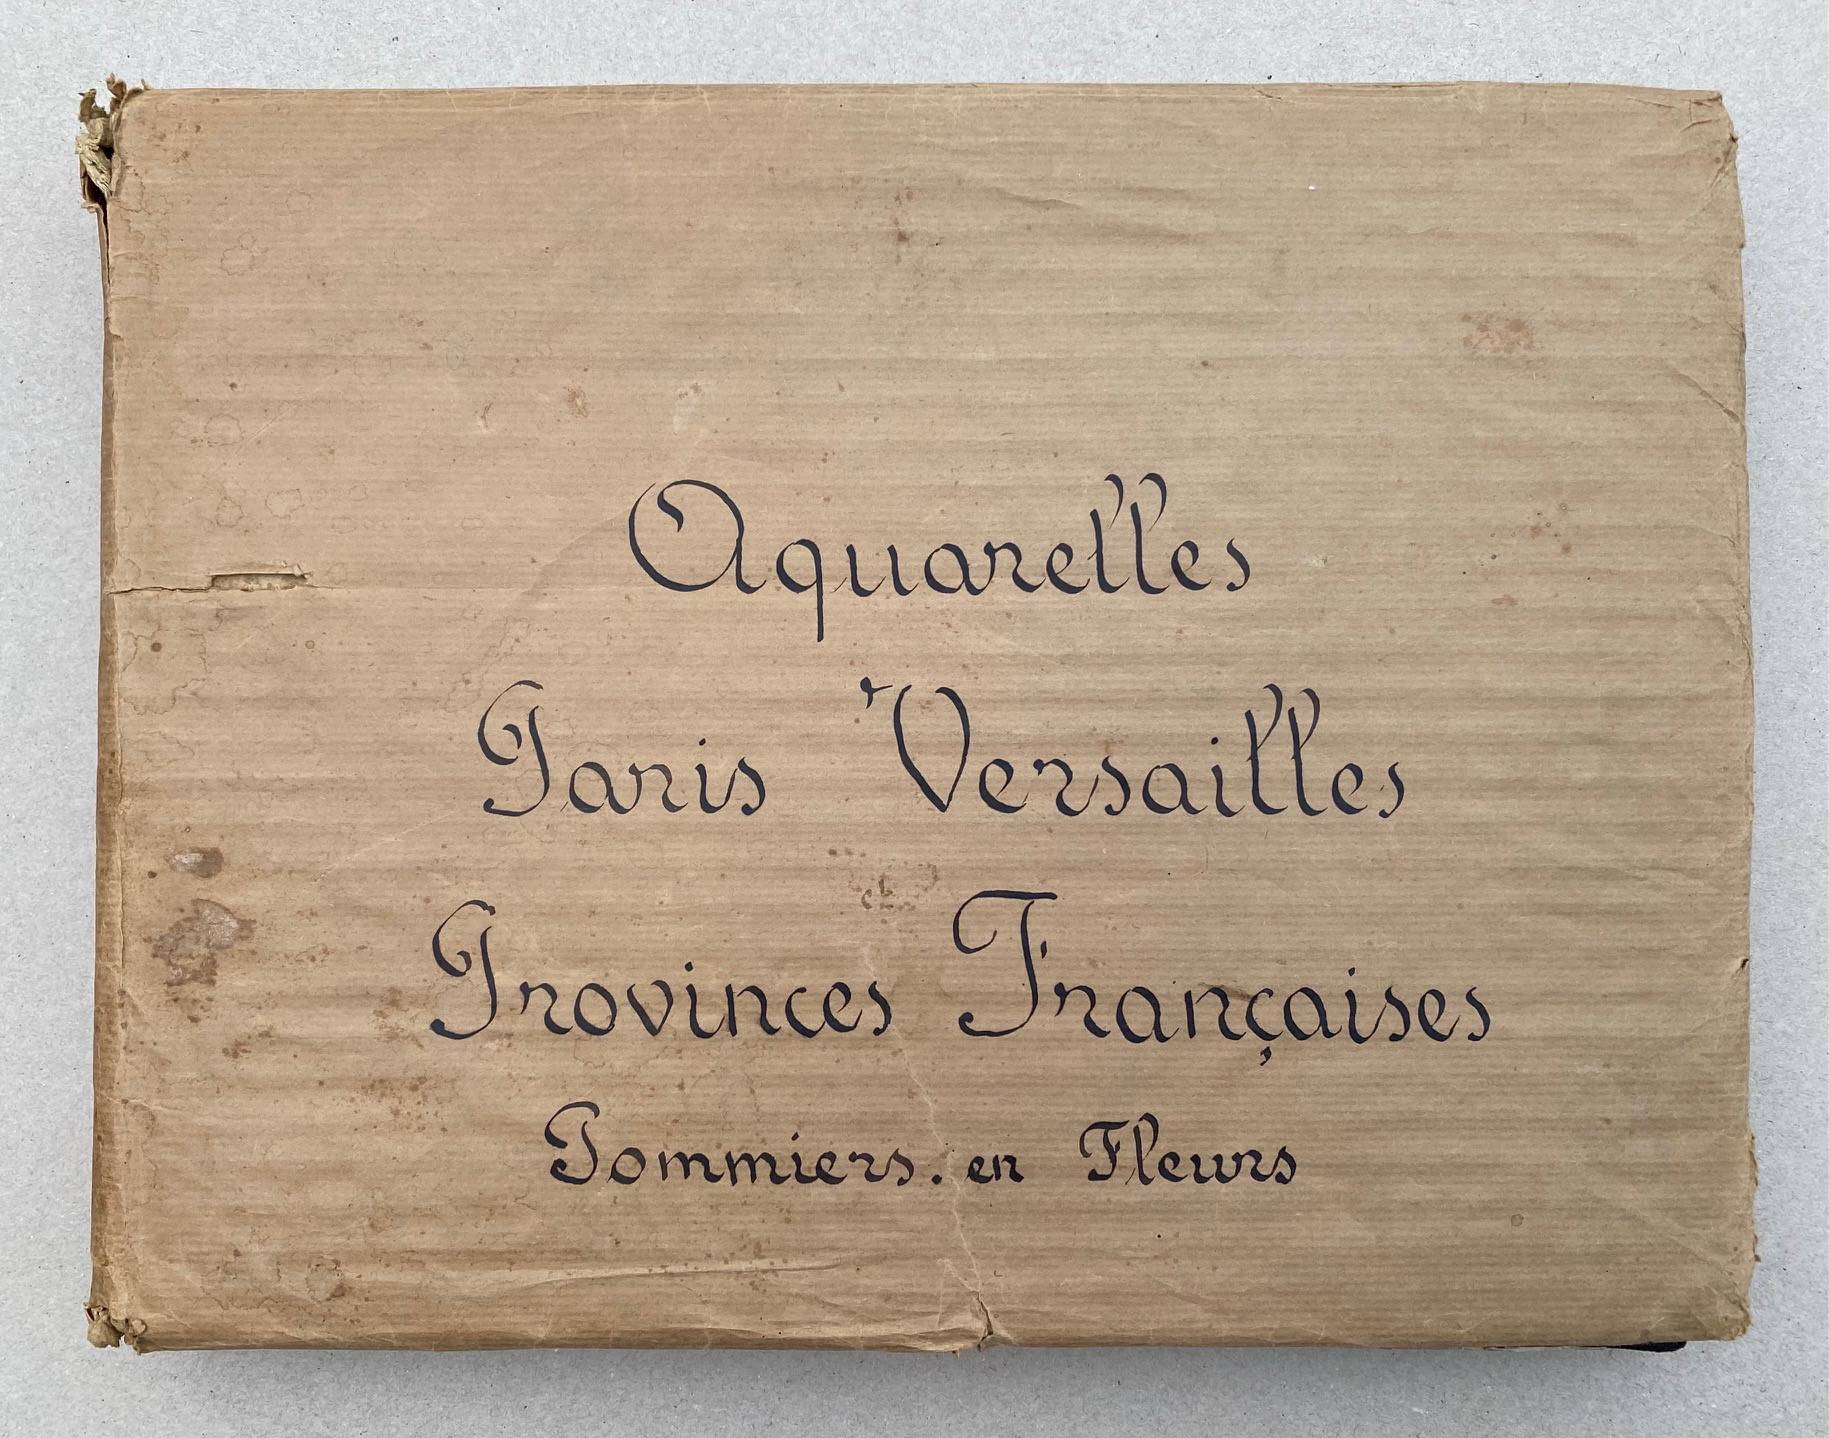 Aquarelles
Paris Versailles
Provinces Françaises
Pommiers. en Fleurs